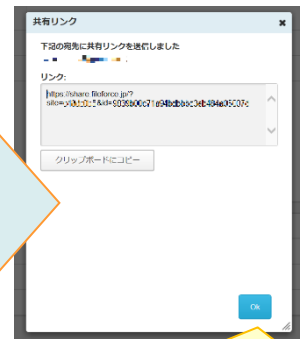 共有リンク
下記の宛先に共有リンクを送信しました
リンク:
https://share.fileforce.jp/?
クリップボードにコピー
Ok